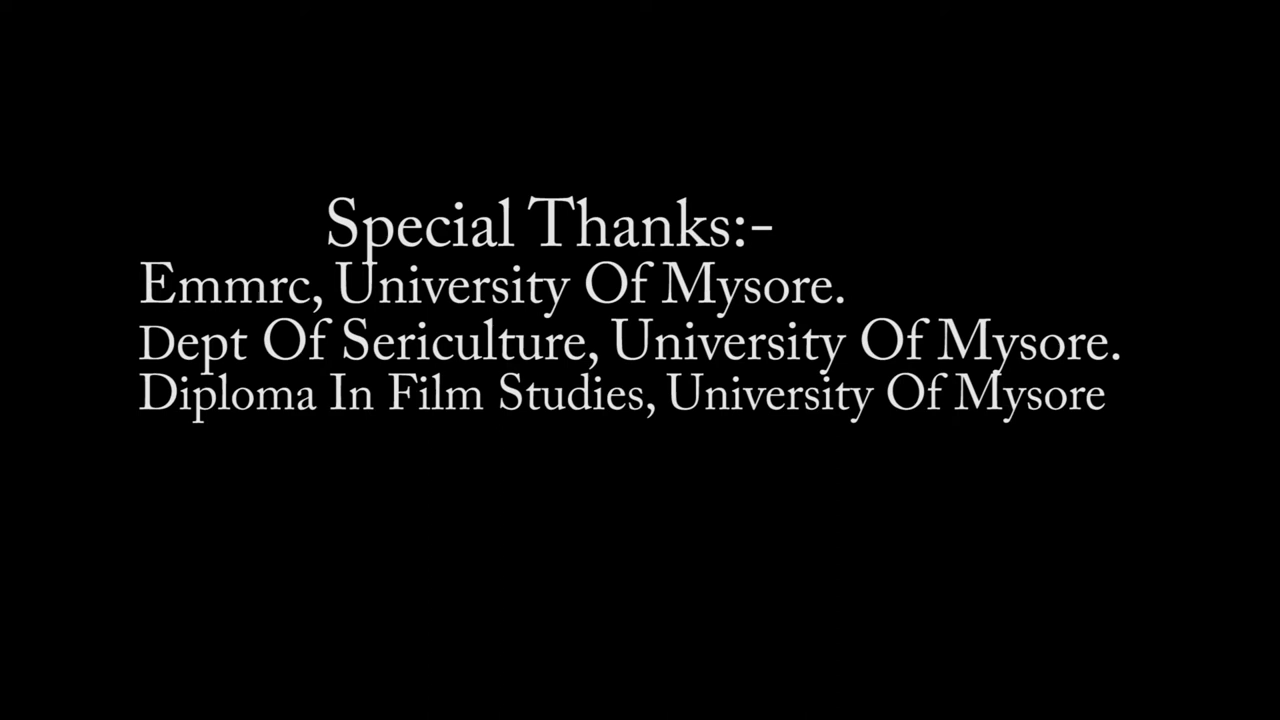 Special Thanks:-
Emmrc, University Of Mysore.
Dept Of Sericulture, University Of Mysore.
Diploma In Film Studies, University Of Mysore